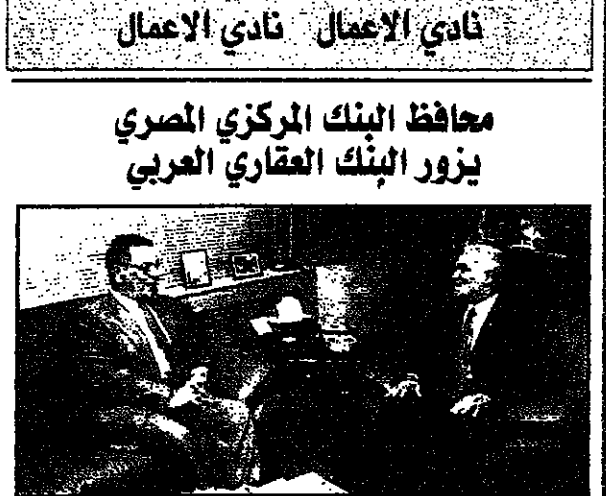 نادي الاعمال نادي الاعمال
محافظ البنك المركزي المصري
يزور البنك العقاري العربي